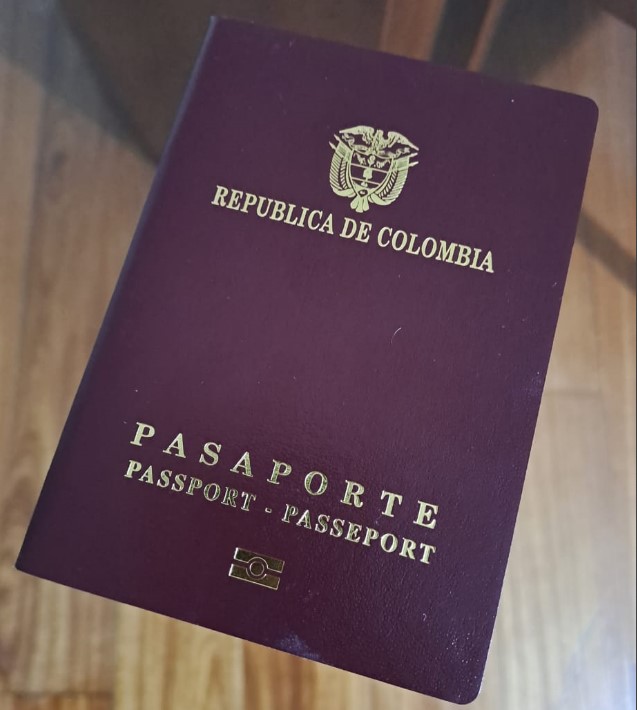 REPUBLICA DE COLOMBIA
PASAPORTE
PASSPORT - PASSEPORT